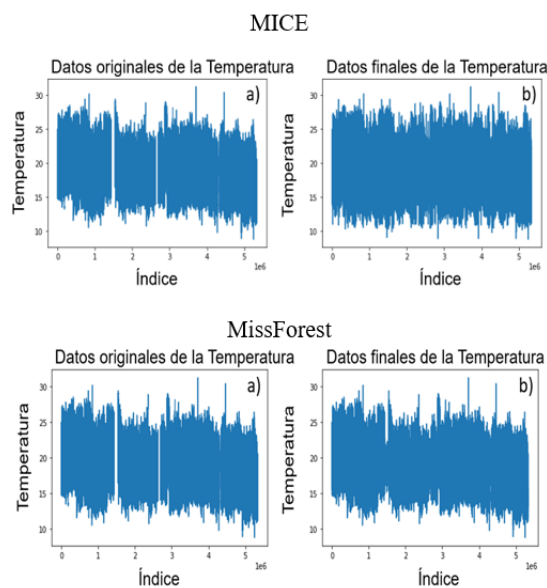 MICE
Datos originales de la Temperatura
Datos finales de la Temperatura
a)
b)
Temperatura
30
25
20
15
10
0 1 2 3 4 5
1e6
Índice
Temperatura
30
25
20
15
10
0 1 2 3 4 5
1e6
Índice
MissForest
Datos originales de la Temperatura
Datos finales de la Temperatura
a)
b)
Temperatura
30
25
20
15
10
0 1 2 3 4 5
1e6
Índice
Temperatura
30
25
20
15
10
0 1 2 3 4 5
1e6
Índice